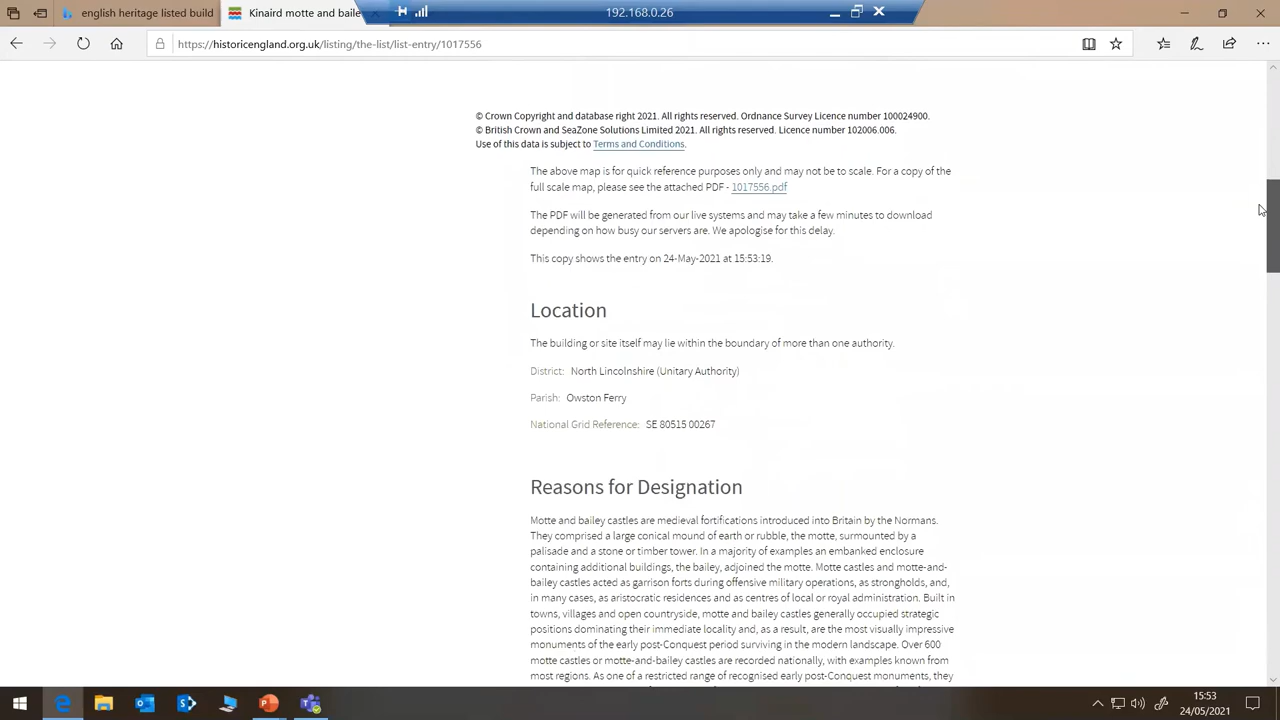 english heritage listed build
Kinaird motte and baile
192.168.0.26
https://historicengland.org.uk/listing/the-list/list-entry/1017556
© Crown Copyright and database right 2021. All rights reserved. Ordnance Survey Licence number 100024900.
© British Crown and SeaZone Solutions Limited 2021. All rights reserved. Licence number 102006.006.
Use of this data is subject to Terms and Conditions.
The above map is for quick reference purposes only and may not be to scale. For a copy of the
full scale map, please see the attached PDF - 1017556.pdf
The PDF will be generated from our live systems and may take a few minutes to download
depending on how busy our servers are. We apologise for this delay.
This copy shows the entry on 24-May-2021 at 15:53:19.
Location
The building or site itself may lie within the boundary of more than one authority.
District: North Lincolnshire (Unitary Authority)
Parish: Owston Ferry
National Grid Reference: SE 80515 00267
Reasons for Designation
Motte and bailey castles are medieval fortifications introduced into Britain by the Normans.
They comprised a large conical mound of earth or rubble, the motte, surmounted by a
palisade and a stone or timber tower. In a majority of examples an embanked enclosure
containing additional buildings, the bailey, adjoined the motte. Motte castles and motte-and-
bailey castles acted as garrison forts during offensive military operations, as strongholds, and,
in many cases, as aristocratic residences and as centres of local or royal administration. Built in
towns, villages and open countryside, motte and bailey castles generally occupied strategic
positions dominating their immediate locality and, as a result, are the most visually impressive
monuments of the early post-Conquest period surviving in the modern landscape. Over 600
motte castles or motte-and-bailey castles are recorded nationally, with examples known from
most regions. As one of a restricted range of recognised early post-Conquest monuments, they
15:53
24/05/2021